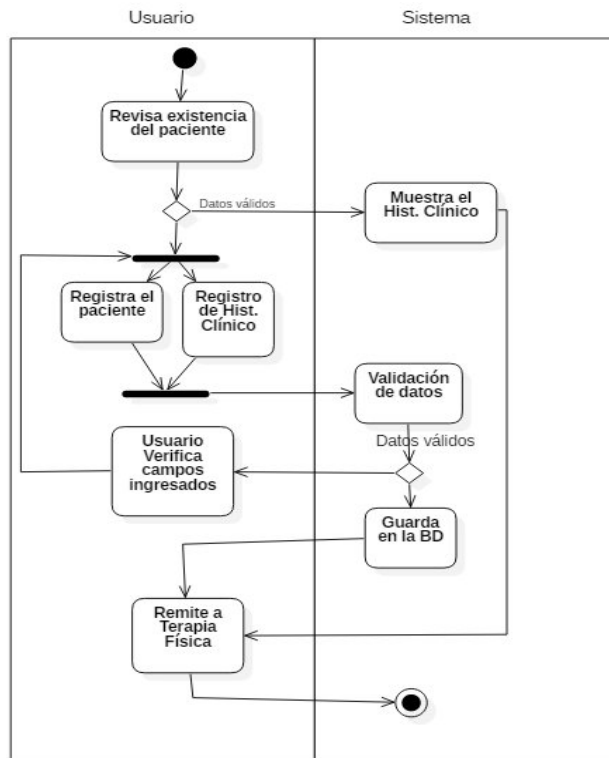 Usuario
Sistema
Revisa existencia
del paciente
Datos válidos
Muestra el
Hist. Clínico
Registra el
paciente
Registro
de Hist.
Clínico
Validación
de datos
Datos válidos
Usuario
Verifica
campos
ingresados
Guarda
en la BD
Remite a
Terapia
Física